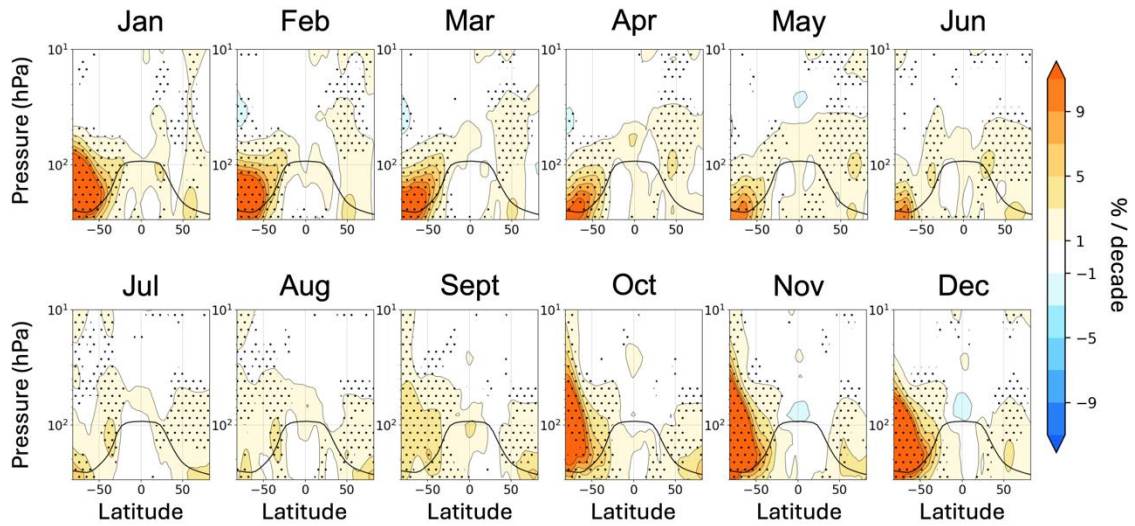 Jan Feb Mar Apr May Jun
Pressure (hPa)
10¹ 10¹ 10¹ 10¹ 10¹ 10¹
10² 10² 10² 10² 10² 10²
−50 0 50 −50 0 50 −50 0 50 −50 0 50 −50 0 50 −50 0 50
9
5
1
−1
−5
−9
% / decade
Jul Aug Sept Oct Nov Dec
Pressure (hPa)
10¹ 10¹ 10¹ 10¹ 10¹ 10¹
10² 10² 10² 10² 10² 10²
−50 0 50 −50 0 50 −50 0 50 −50 0 50 −50 0 50 −50 0 50
Latitude Latitude Latitude Latitude Latitude Latitude